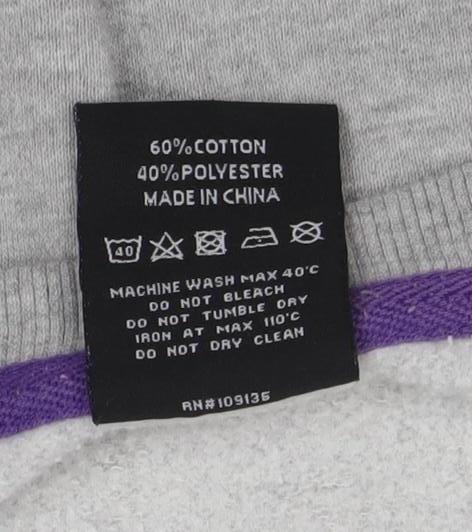 60% COTTON
40% POLYESTER
MADE IN CHINA
40
MACHINE WASH MAX 40°C
DO NOT BLEACH
DO NOT TUMBLE DRY
IRON AT MAX 110°C
DO NOT DRY CLEAN
RN#109135